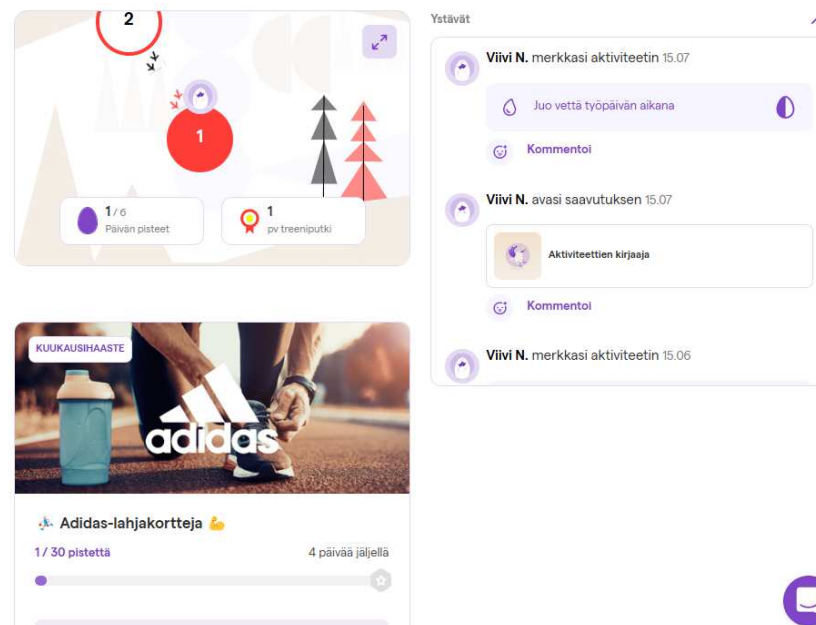 2
1
1 / 6
Päivän pisteet
1
pv treeniputki
KUUKAUSIHAASTE
adidas
Adidas-lahjakortteja
1 / 30 pistettä
4 päivää jäljellä
Ystävät
Viivi N. merkkasi aktiviteetin 15.07
Juo vettä työpäivän aikana
Kommentoi
Viivi N. avasi saavutuksen 15.07
Aktiviteettien kirjaaja
Kommentoi
Viivi N. merkkasi aktiviteetin 15.06